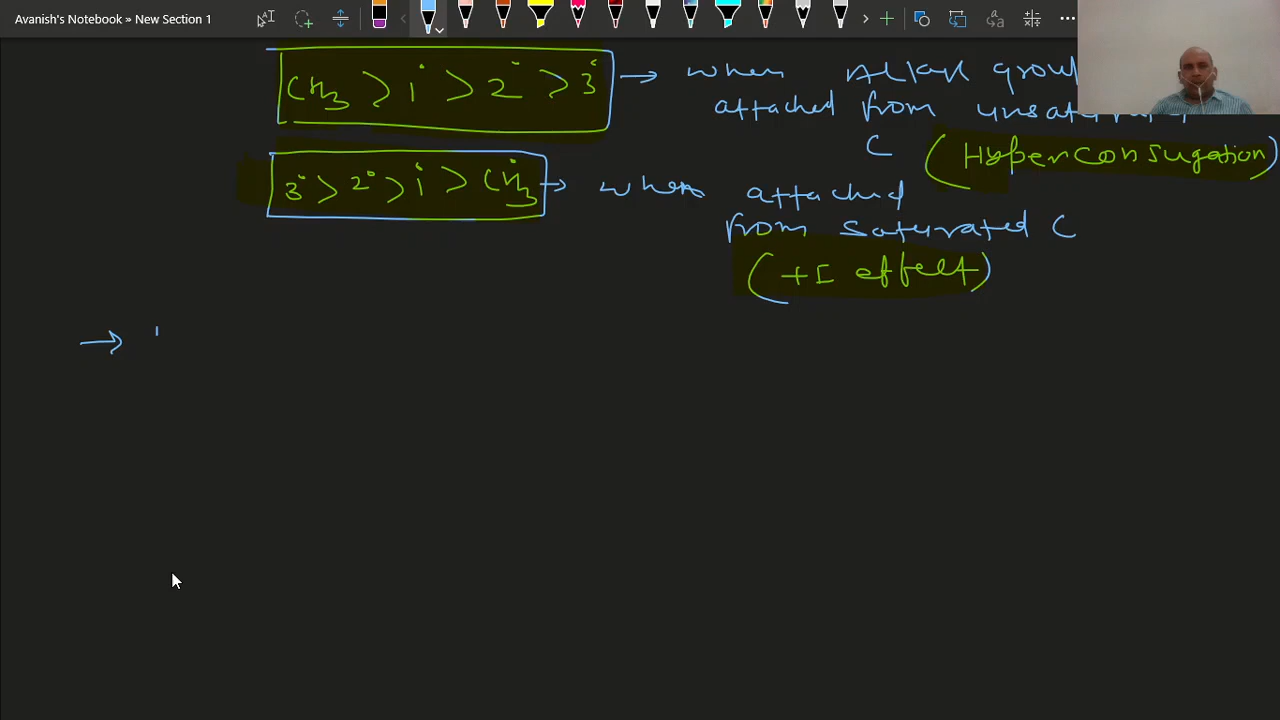 Avanish's Notebook » New Section 1
CH3 > 1° > 2° > 3° → when Alkyl group
attached from
C (Hyperconjugation)
3° > 2° > 1° > CH3 → when attached
from saturated C
(+I effect)
→